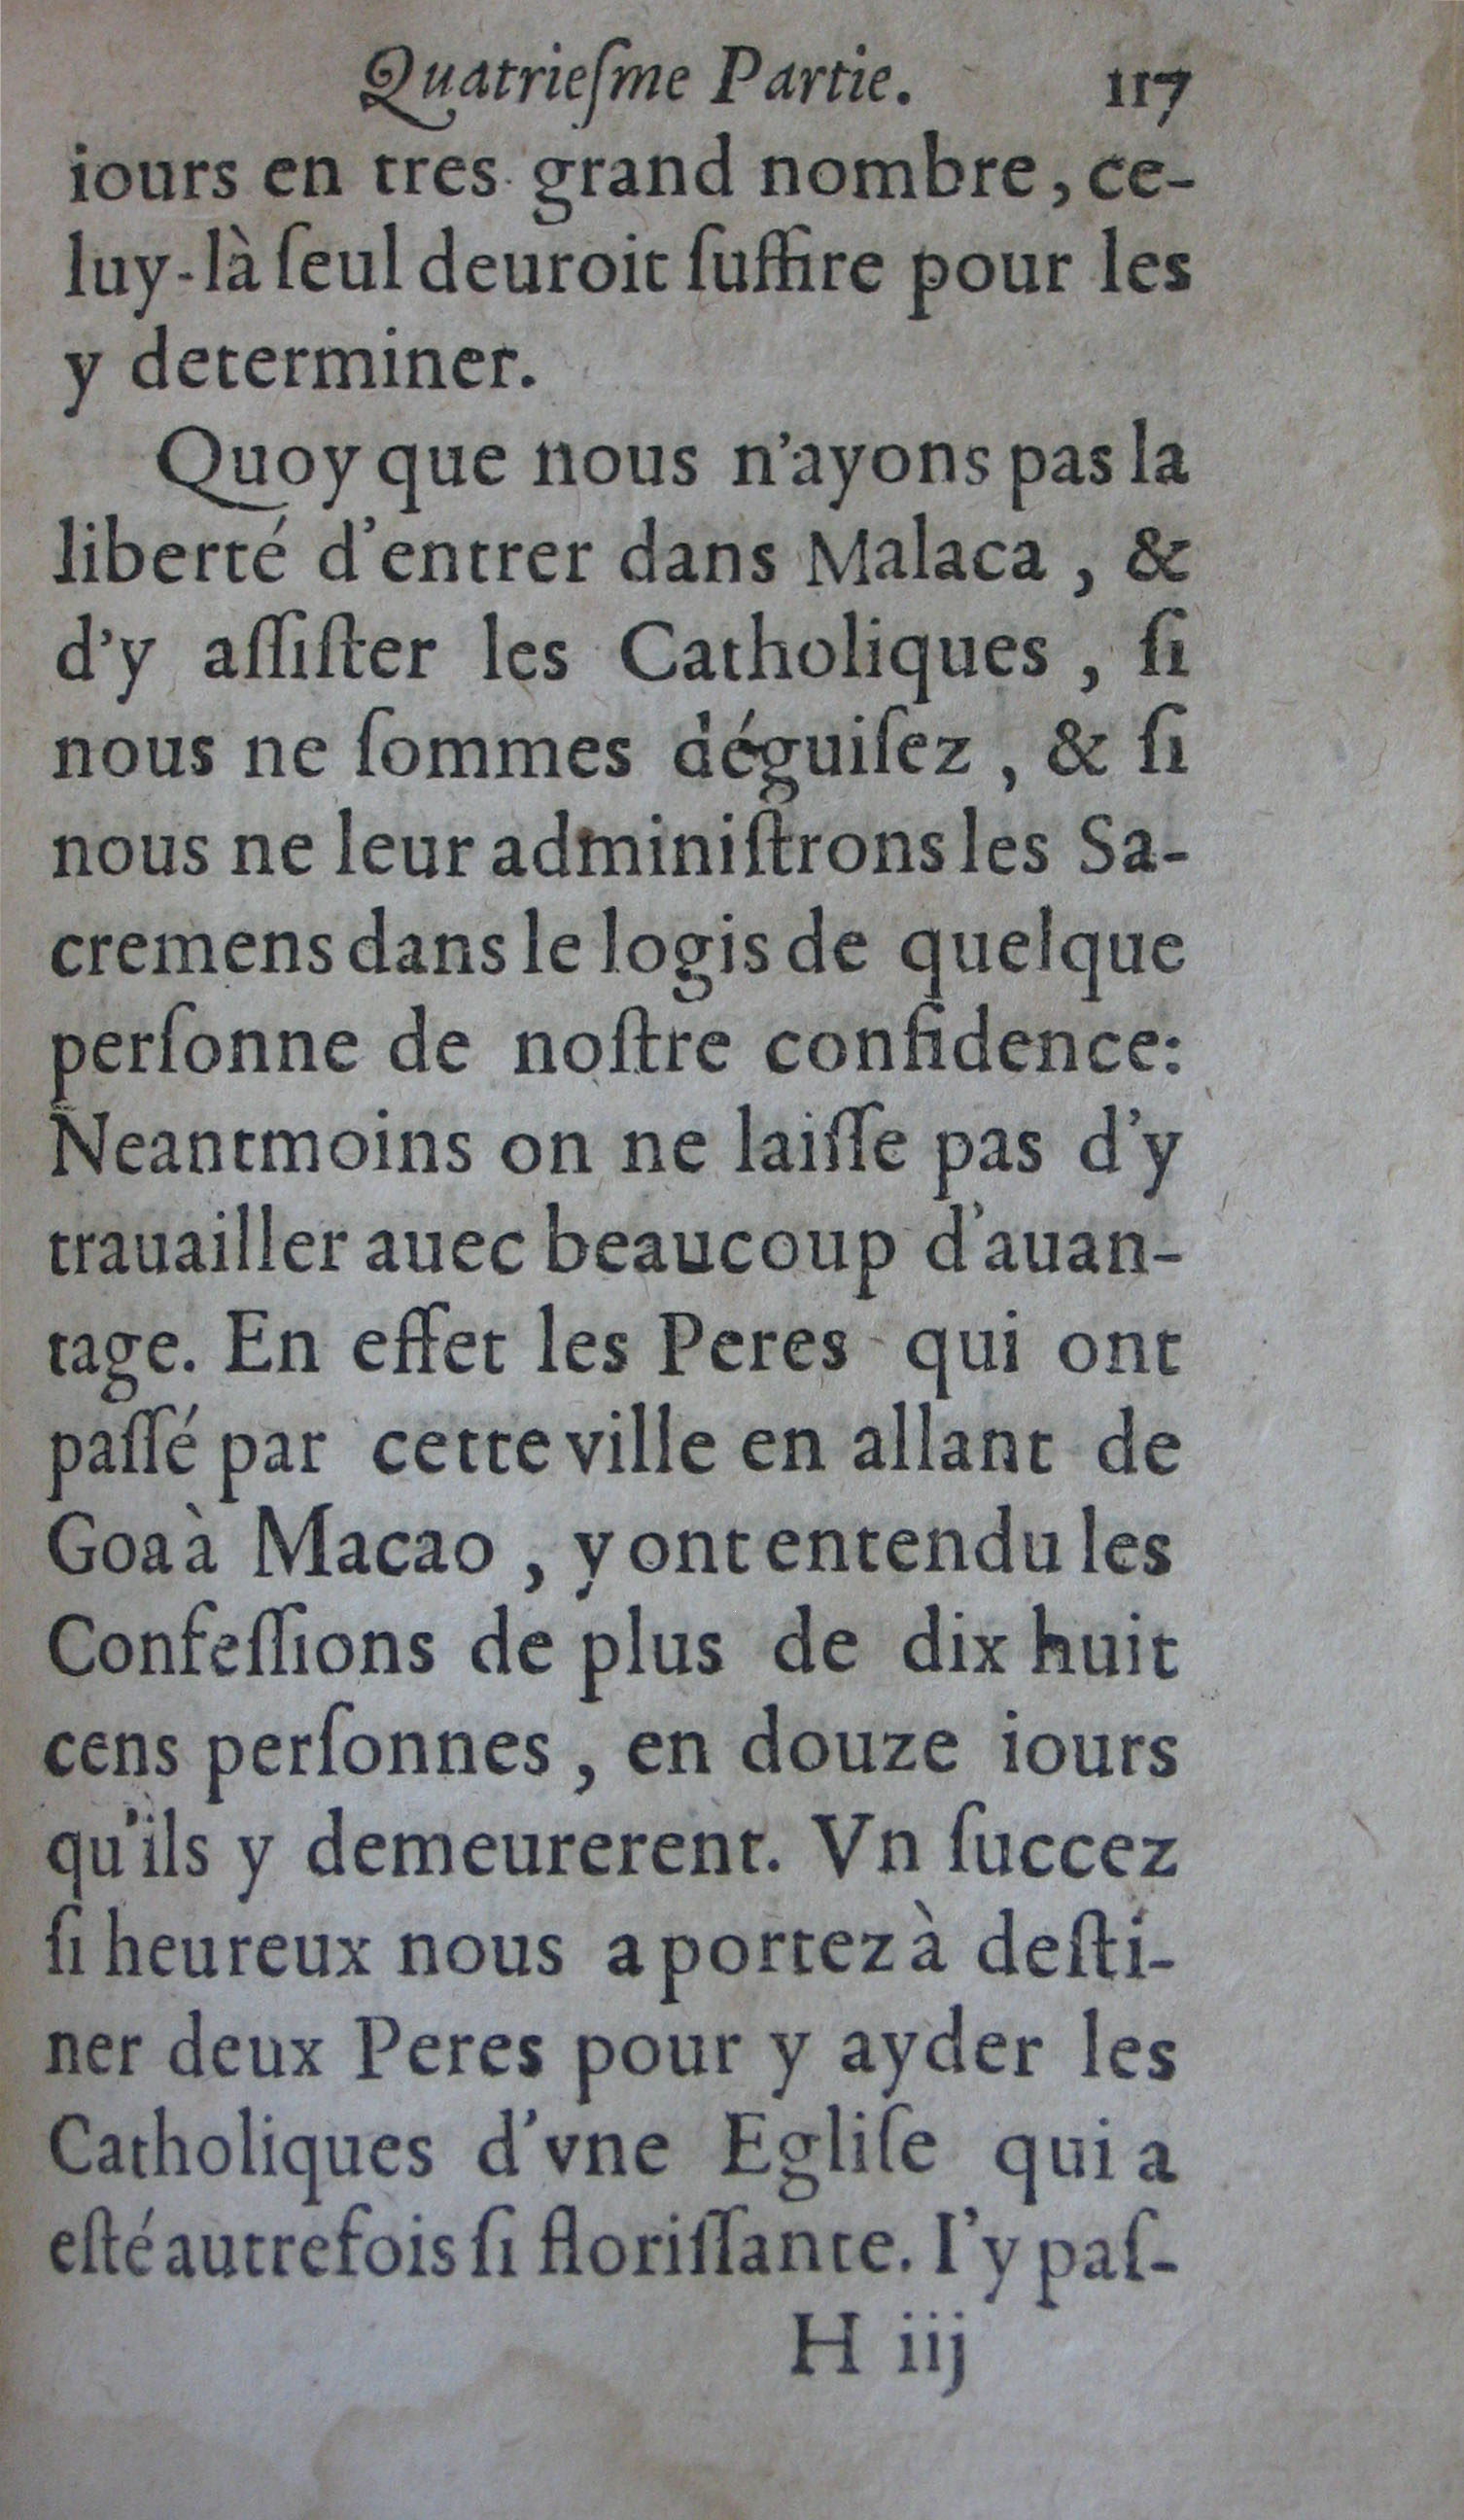 Quatrieſme Partie. 117
iours en tres grand nombre, ce-
luy-là ſeul deuroit ſuffire pour les
y determiner.
Quoy que nous n'ayons pas la
liberté d'entrer dans Malaca, &
d'y aſſiſter les Catholiques, ſi
nous ne ſommes déguiſez, & ſi
nous ne leur adminiſtrons les Sa-
cremens dans le logis de quelque
perſonne de noſtre confidence:
Neantmoins on ne laiſſe pas d'y
trauailler auec beaucoup d'auan-
tage. En effet les Peres qui ont
paſſé par cette ville en allant de
Goa à Macao, y ont entendu les
Confeſſions de plus de dix huit
cens perſonnes, en douze iours
qu'ils y demeurerent. Vn ſuccez
ſi heureux nous a portez à deſti-
ner deux Peres pour y ayder les
Catholiques d'vne Egliſe qui a
eſté autrefois ſi floriſſante. I'y paſ-
H iij